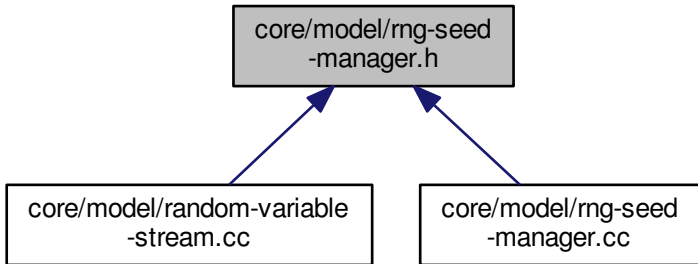 core/model/rng-seed
-manager.h
core/model/random-variable
-stream.cc
core/model/rng-seed
-manager.cc